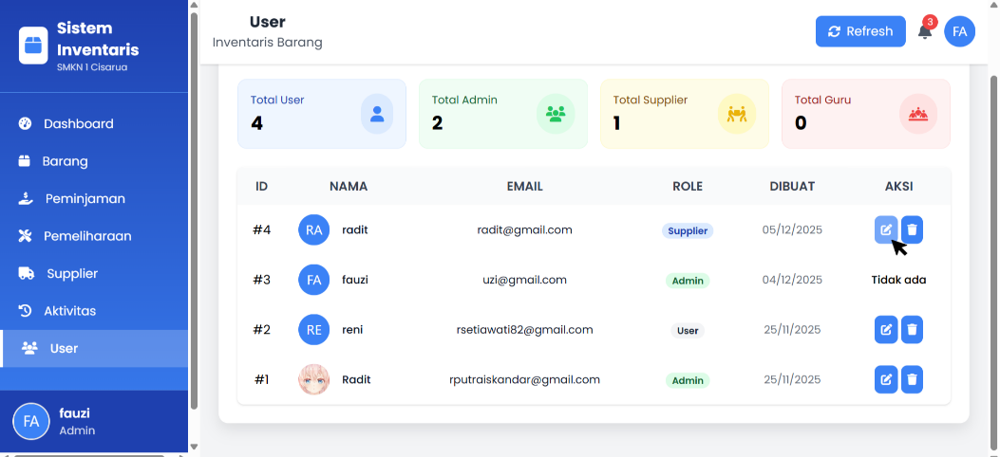 Sistem
Inventaris
SMKN 1 Cisarua
Dashboard
Barang
Peminjaman
Pemeliharaan
Supplier
Aktivitas
User
FA
fauzi
Admin
User
Inventaris Barang
Refresh
3
FA
Total User
4
Total Admin
2
Total Supplier
1
Total Guru
0
ID NAMA EMAIL ROLE DIBUAT AKSI
#4 RA radit radit@gmail.com Supplier 05/12/2025
#3 FA fauzi uzi@gmail.com Admin 04/12/2025 Tidak ada
#2 RE reni rsetiawati82@gmail.com User 25/11/2025
#1 Radit rputraiskandar@gmail.com Admin 25/11/2025